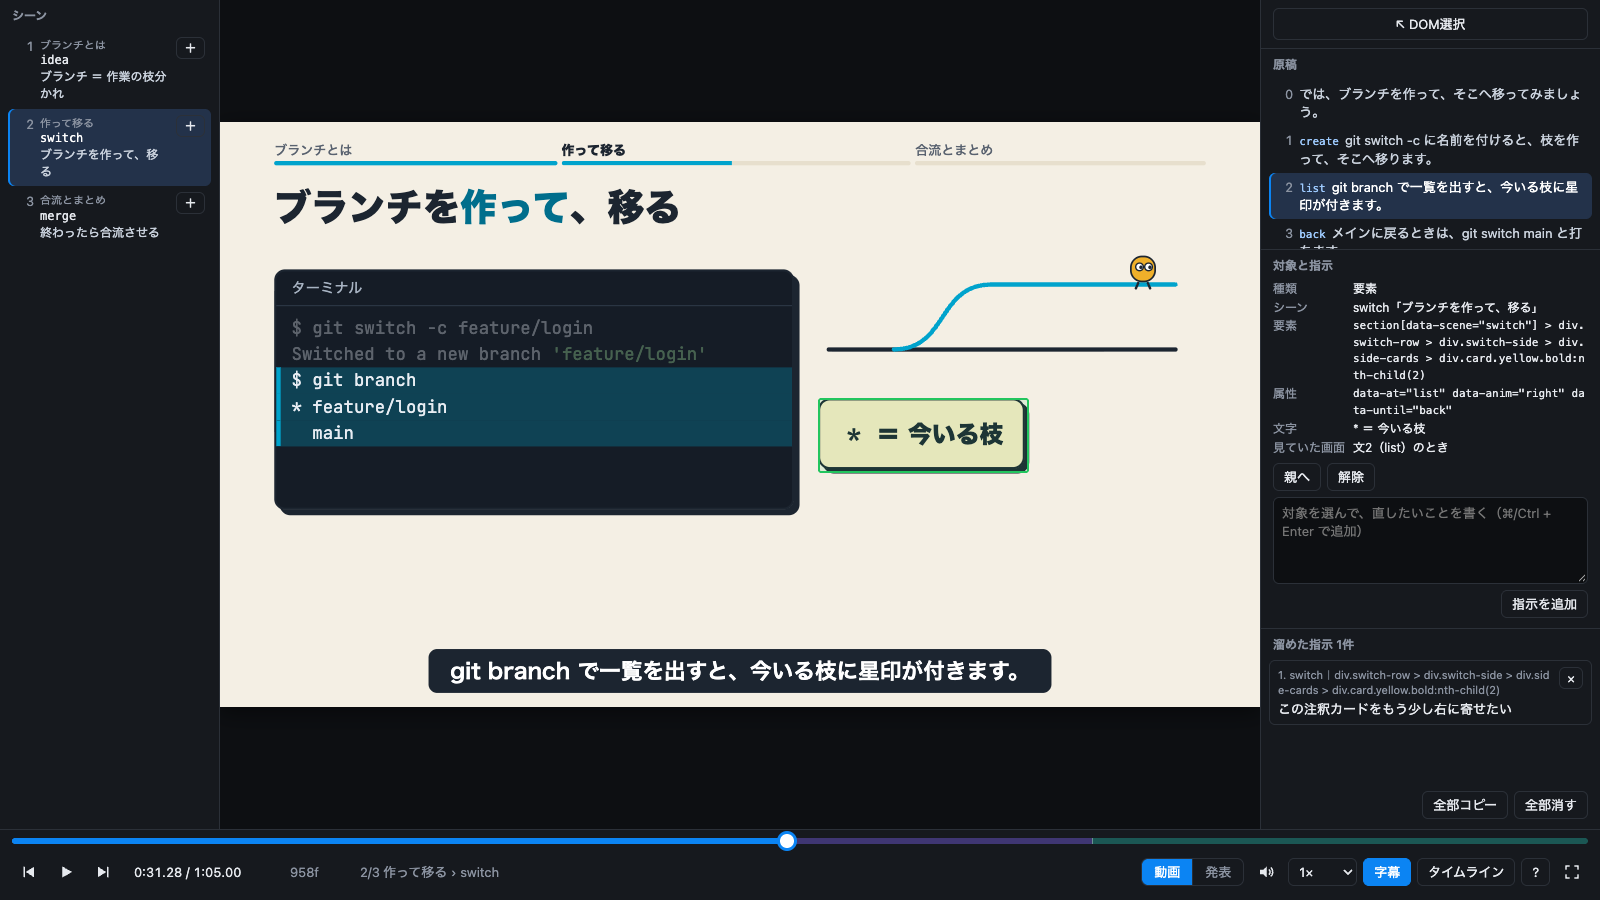 シーン
1 ブランチとは
idea
ブランチ = 作業の枝分
かれ
+
2 作って移る
switch
ブランチを作って、移
る
+
3 合流とまとめ
merge
終わったら合流させる
+
ブランチとは
作って移る
合流とまとめ
ブランチを作って、移る
ターミナル
$ git switch -c feature/login
Switched to a new branch 'feature/login'
$ git branch
* feature/login
main
* = 今いる枝
git branch で一覧を出すと、今いる枝に星印が付きます。
DOM選択
原稿
0 では、ブランチを作って、そこへ移ってみましょ
う。
1 create git switch -c に名前を付けると、枝を作
って、そこへ移ります。
2 list git branch で一覧を出すと、今いる枝に星
印が付きます。
3 back メインに戻るときは、git switch main と打
対象と指示
種類 要素
シーン switch「ブランチを作って、移る」
要素 section[data-scene="switch"] > div.
switch-row > div.switch-side > div.
side-cards > div.card.yellow.bold:n
th-child(2)
属性 data-at="list" data-anim="right" da
ta-until="back"
文字 * = 今いる枝
見ていた画面 文2（list）のとき
親へ 解除
対象を選んで、直したいことを書く（⌘/Ctrl +
Enter で追加）
指示を追加
溜めた指示 1件
1. switch | div.switch-row > div.switch-side > div.sid
e-cards > div.card.yellow.bold:nth-child(2)
×
この注釈カードをもう少し右に寄せたい
全部コピー 全部消す
0:31.28 / 1:05.00 958f 2/3 作って移る › switch
動画 発表 1× 字幕 タイムライン ?